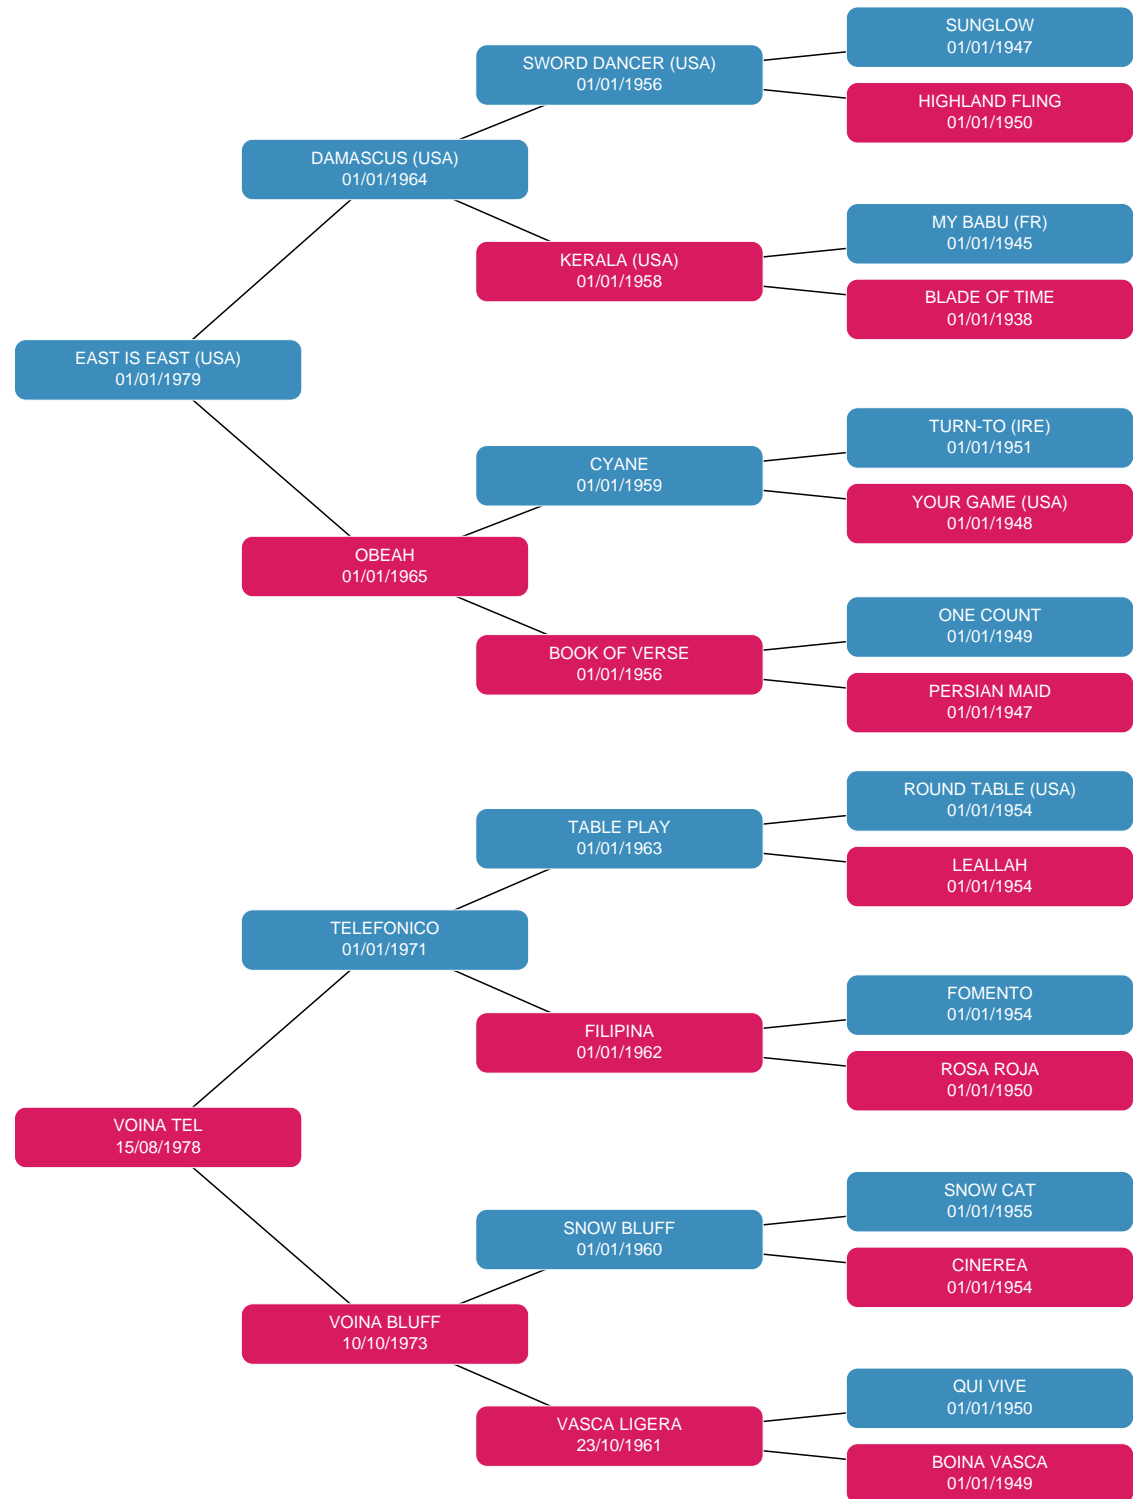 SUNGLOW
01/01/1947
SWORD DANCER (USA)
01/01/1956
HIGHLAND FLING
01/01/1950
DAMASCUS (USA)
01/01/1964
MY BABU (FR)
01/01/1945
KERALA (USA)
01/01/1958
BLADE OF TIME
01/01/1938
EAST IS EAST (USA)
01/01/1979
TURN-TO (IRE)
01/01/1951
CYANE
01/01/1959
YOUR GAME (USA)
01/01/1948
OBEAH
01/01/1965
ONE COUNT
01/01/1949
BOOK OF VERSE
01/01/1956
PERSIAN MAID
01/01/1947
ROUND TABLE (USA)
01/01/1954
TABLE PLAY
01/01/1963
LEALLAH
01/01/1954
TELEFONICO
01/01/1971
FOMENTO
01/01/1954
FILIPINA
01/01/1962
ROSA ROJA
01/01/1950
VOINA TEL
15/08/1978
SNOW CAT
01/01/1955
SNOW BLUFF
01/01/1960
CINEREA
01/01/1954
VOINA BLUFF
10/10/1973
QUI VIVE
01/01/1950
VASCA LIGERA
23/10/1961
BOINA VASCA
01/01/1949